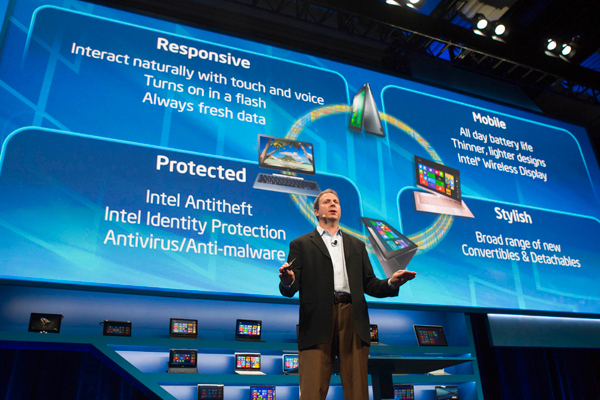 Responsive
Interact naturally with touch and voice
Turns on in a flash
Always fresh data
Mobile
All day battery life
Thinner, lighter designs
Intel® Wireless Display
Protected
Intel Antitheft
Intel Identity Protection
Antivirus/Anti-malware
Stylish
Broad range of new
Convertibles & Detachables